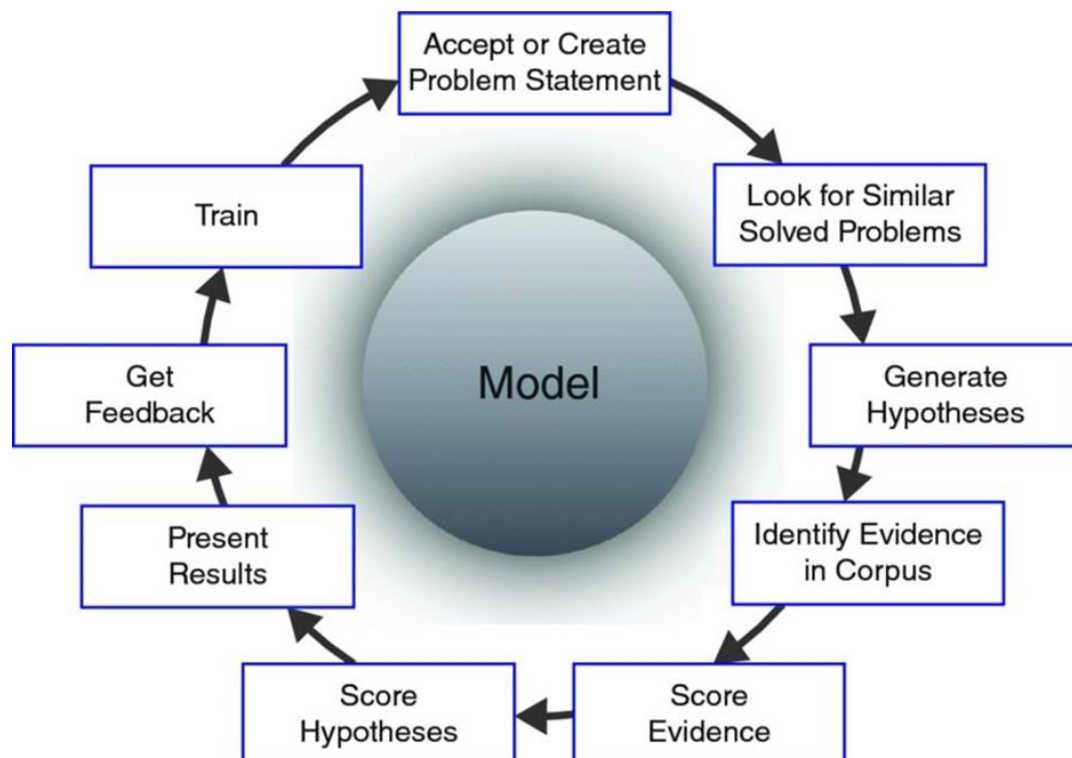 Accept or Create
Problem Statement
Look for Similar
Solved Problems
Generate
Hypotheses
Identify Evidence
in Corpus
Score
Evidence
Score
Hypotheses
Present
Results
Get
Feedback
Train
Model